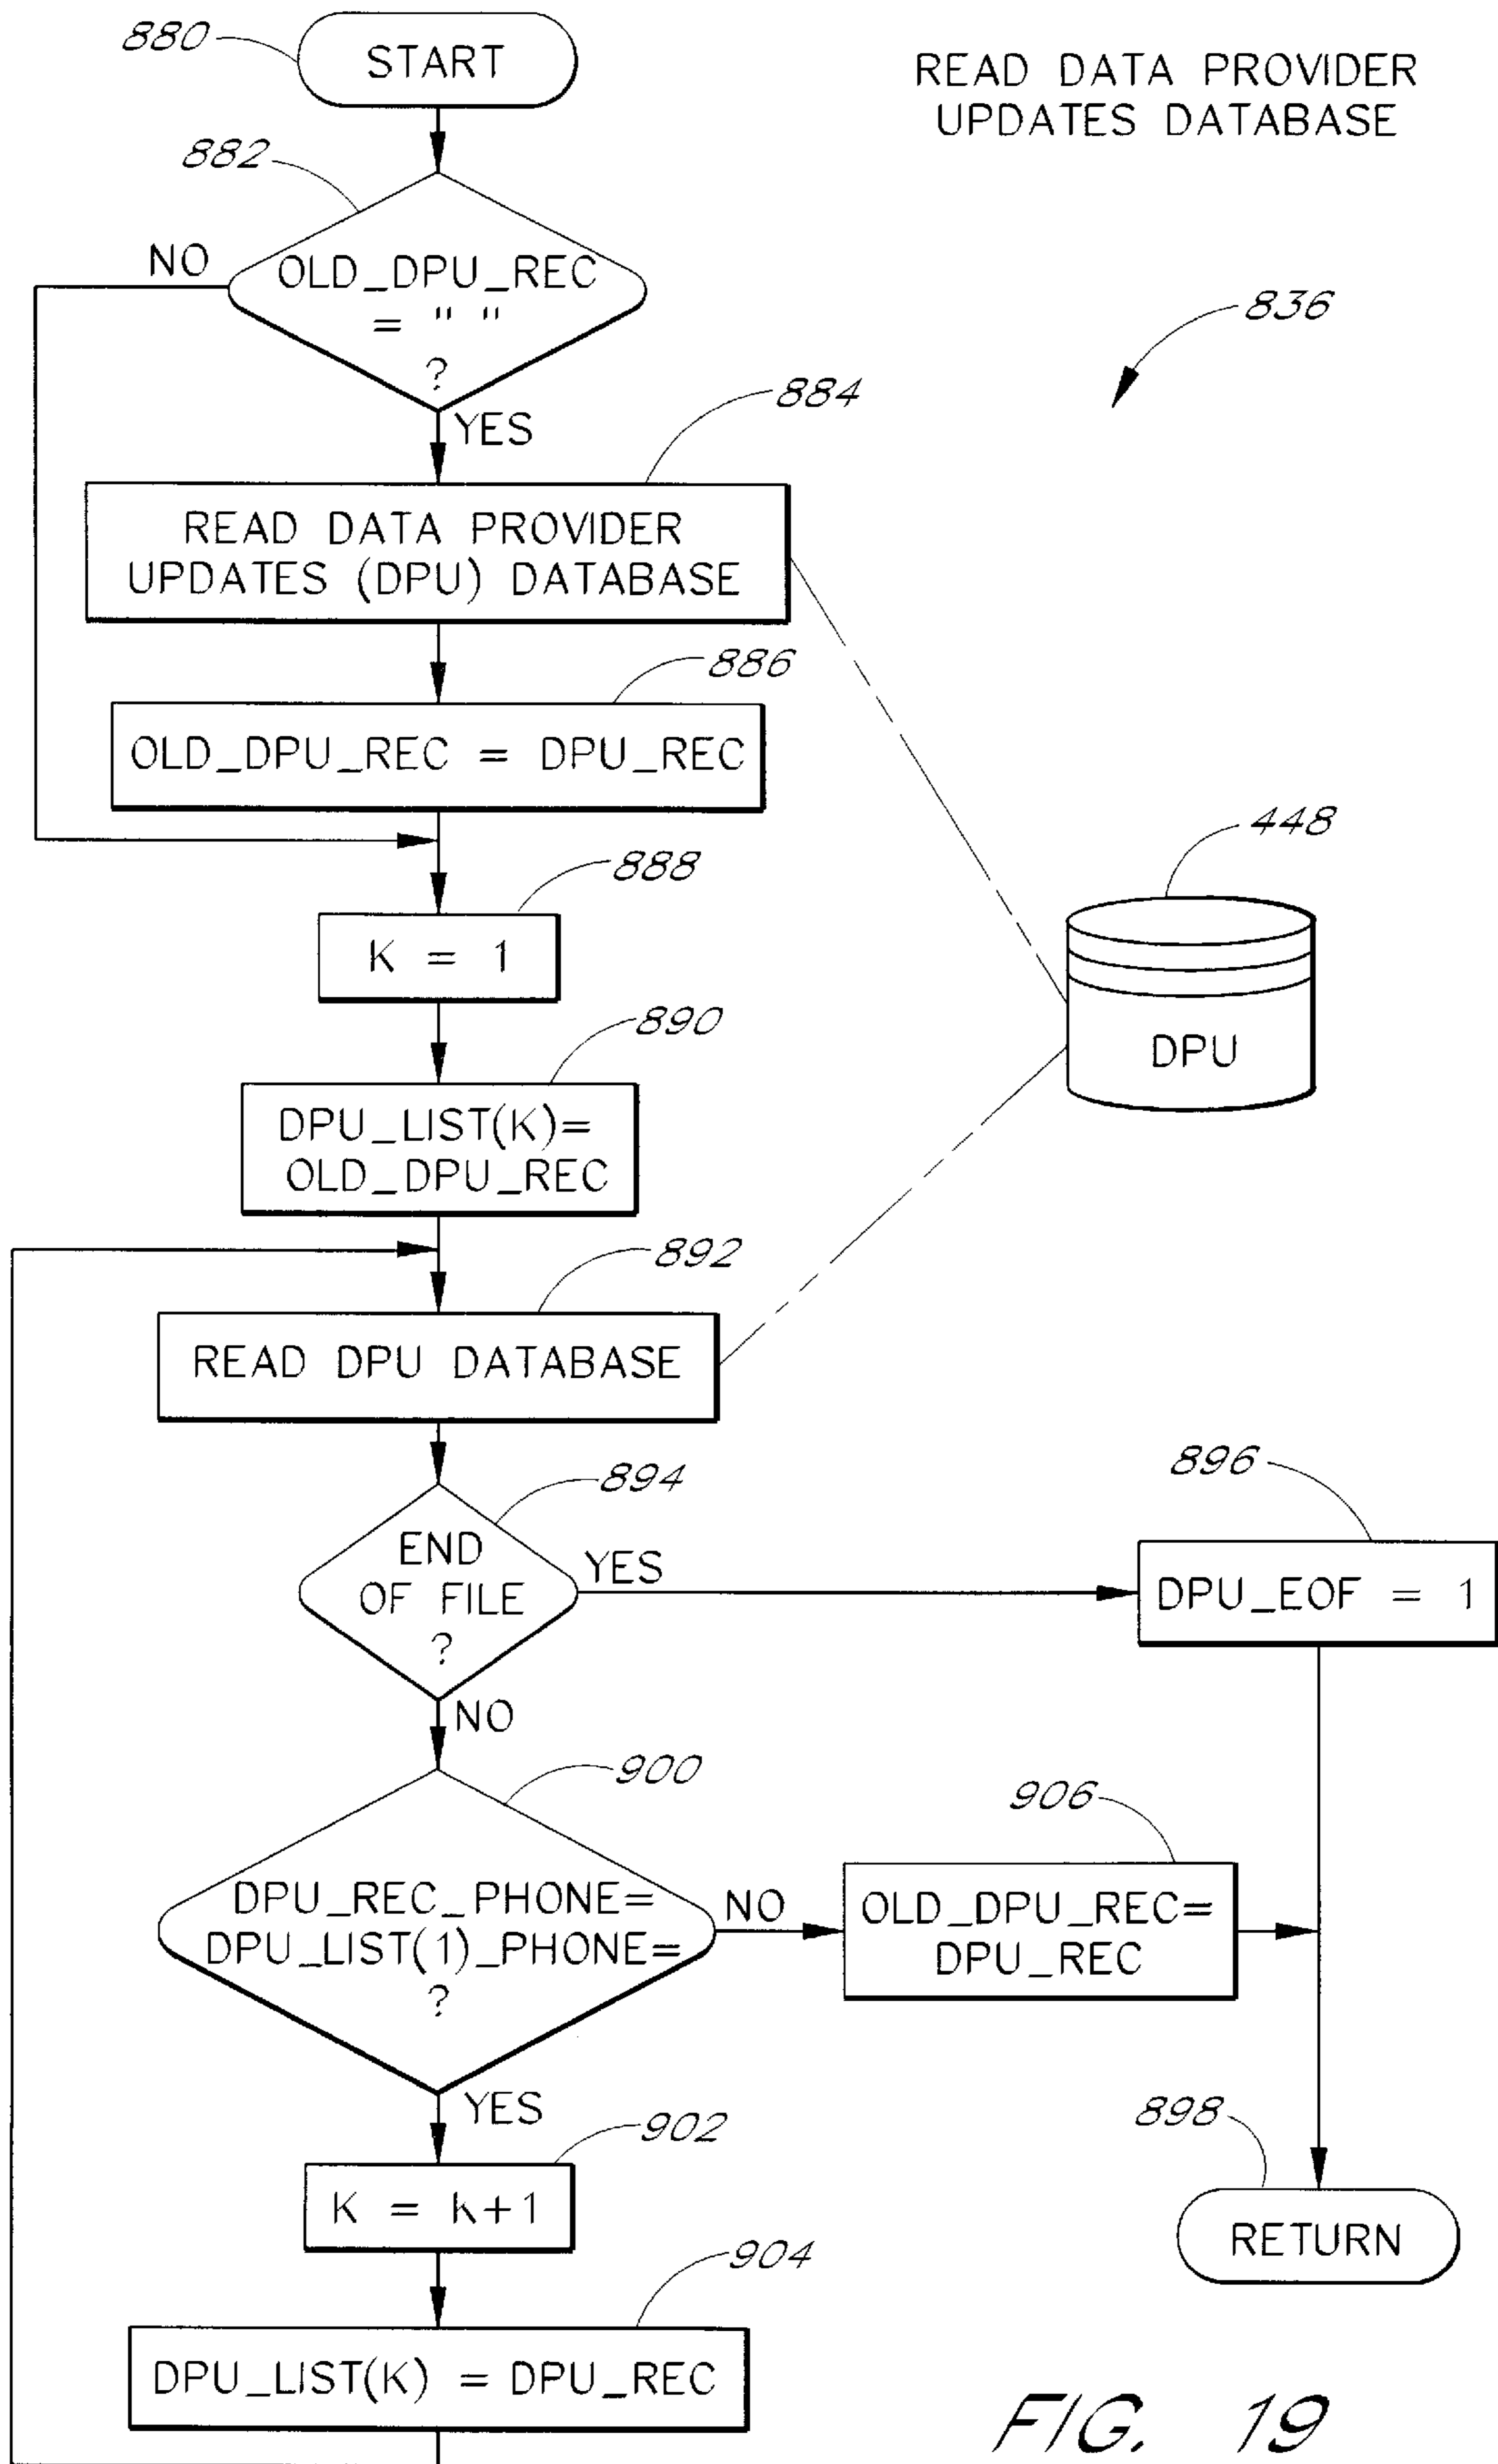 880
START
READ DATA PROVIDER
UPDATES DATABASE
882
NO
OLD_DPU_REC
= " "
?
836
YES
884
READ DATA PROVIDER
UPDATES (DPU) DATABASE
886
OLD_DPU_REC = DPU_REC
888
K = 1
448
DPU
890
DPU_LIST(K)=
OLD_DPU_REC
892
READ DPU DATABASE
894
END
OF FILE
?
YES
896
DPU_EOF = 1
NO
900
DPU_REC_PHONE=
DPU_LIST(1)_PHONE=
?
NO
906
OLD_DPU_REC=
DPU_REC
YES
902
K = k+1
898
RETURN
904
DPU_LIST(K) = DPU_REC
FIG. 19